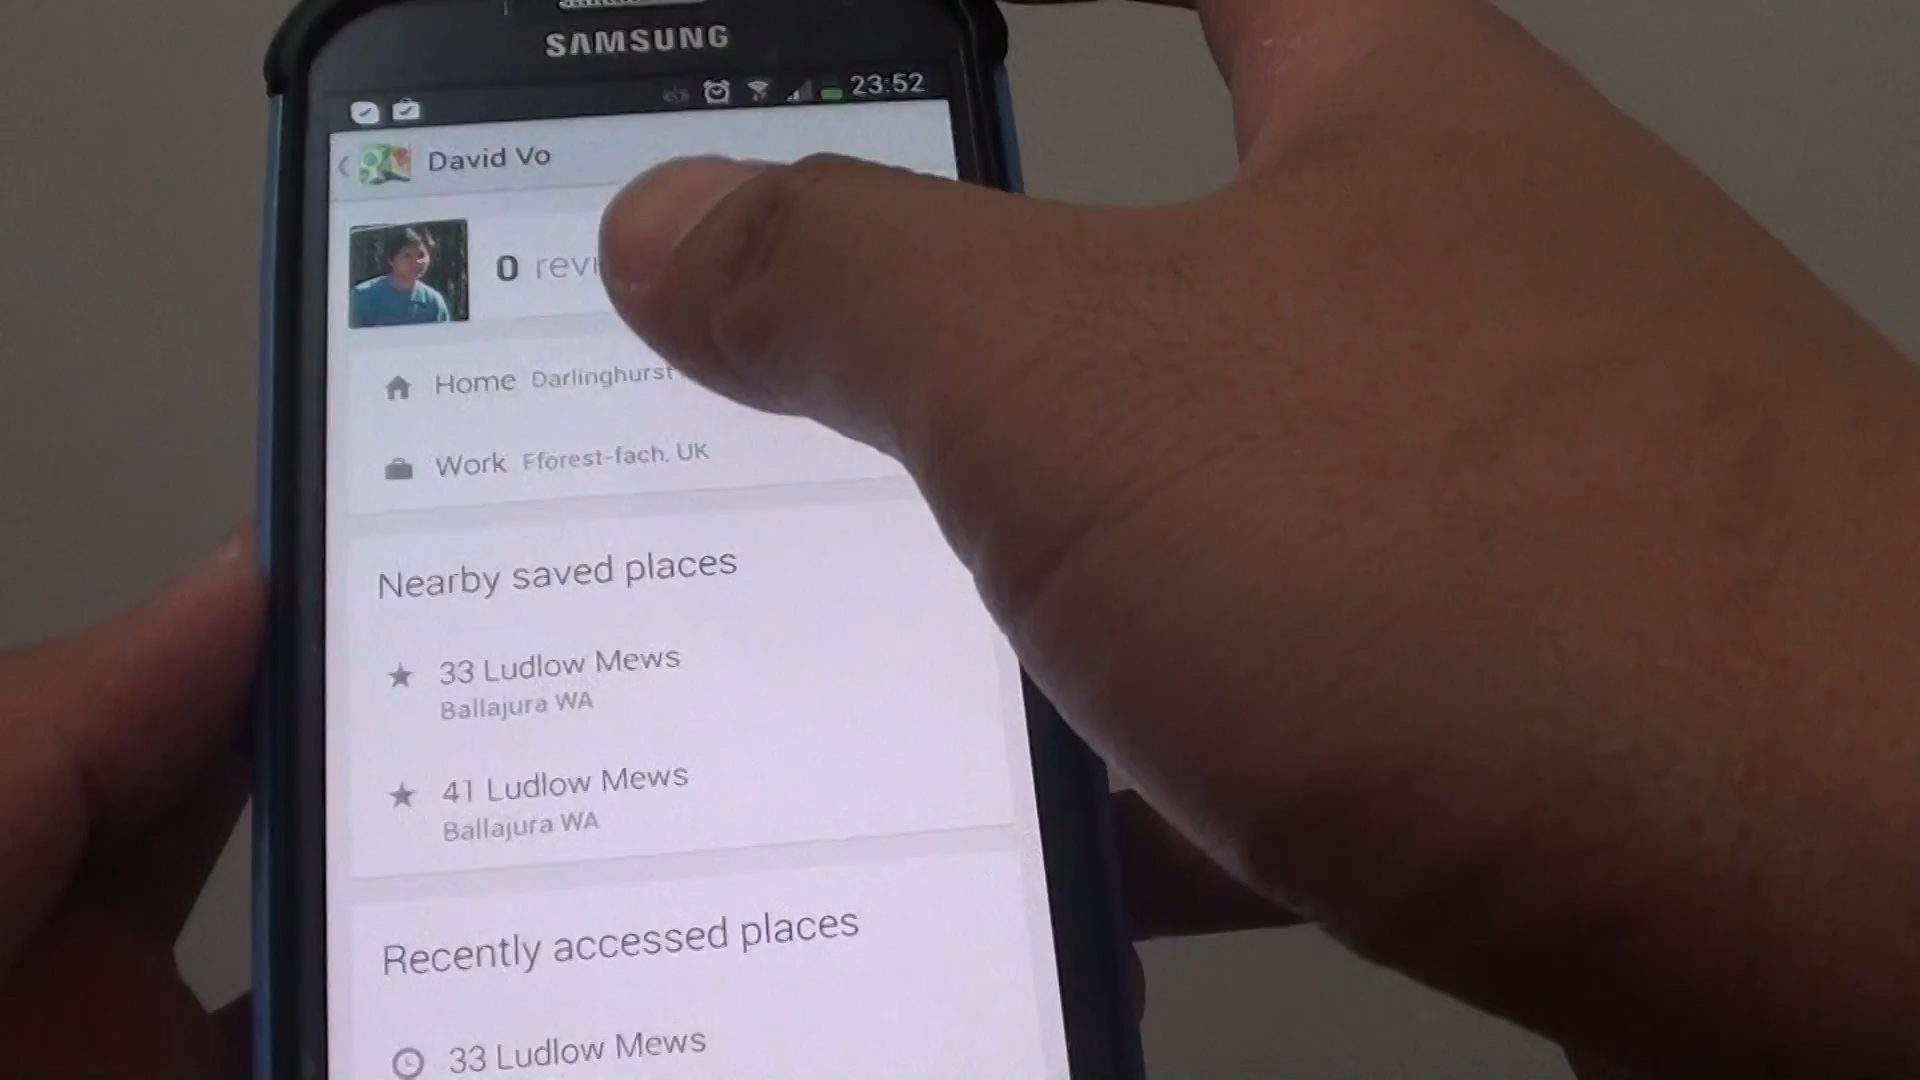 SAMSUNG
23:52
David Vo
0
Home Darlinghurst
Work Fforest-fach, UK
Nearby saved places
33 Ludlow Mews
Ballajura WA
41 Ludlow Mews
Ballajura WA
Recently accessed places
33 Ludlow Mews